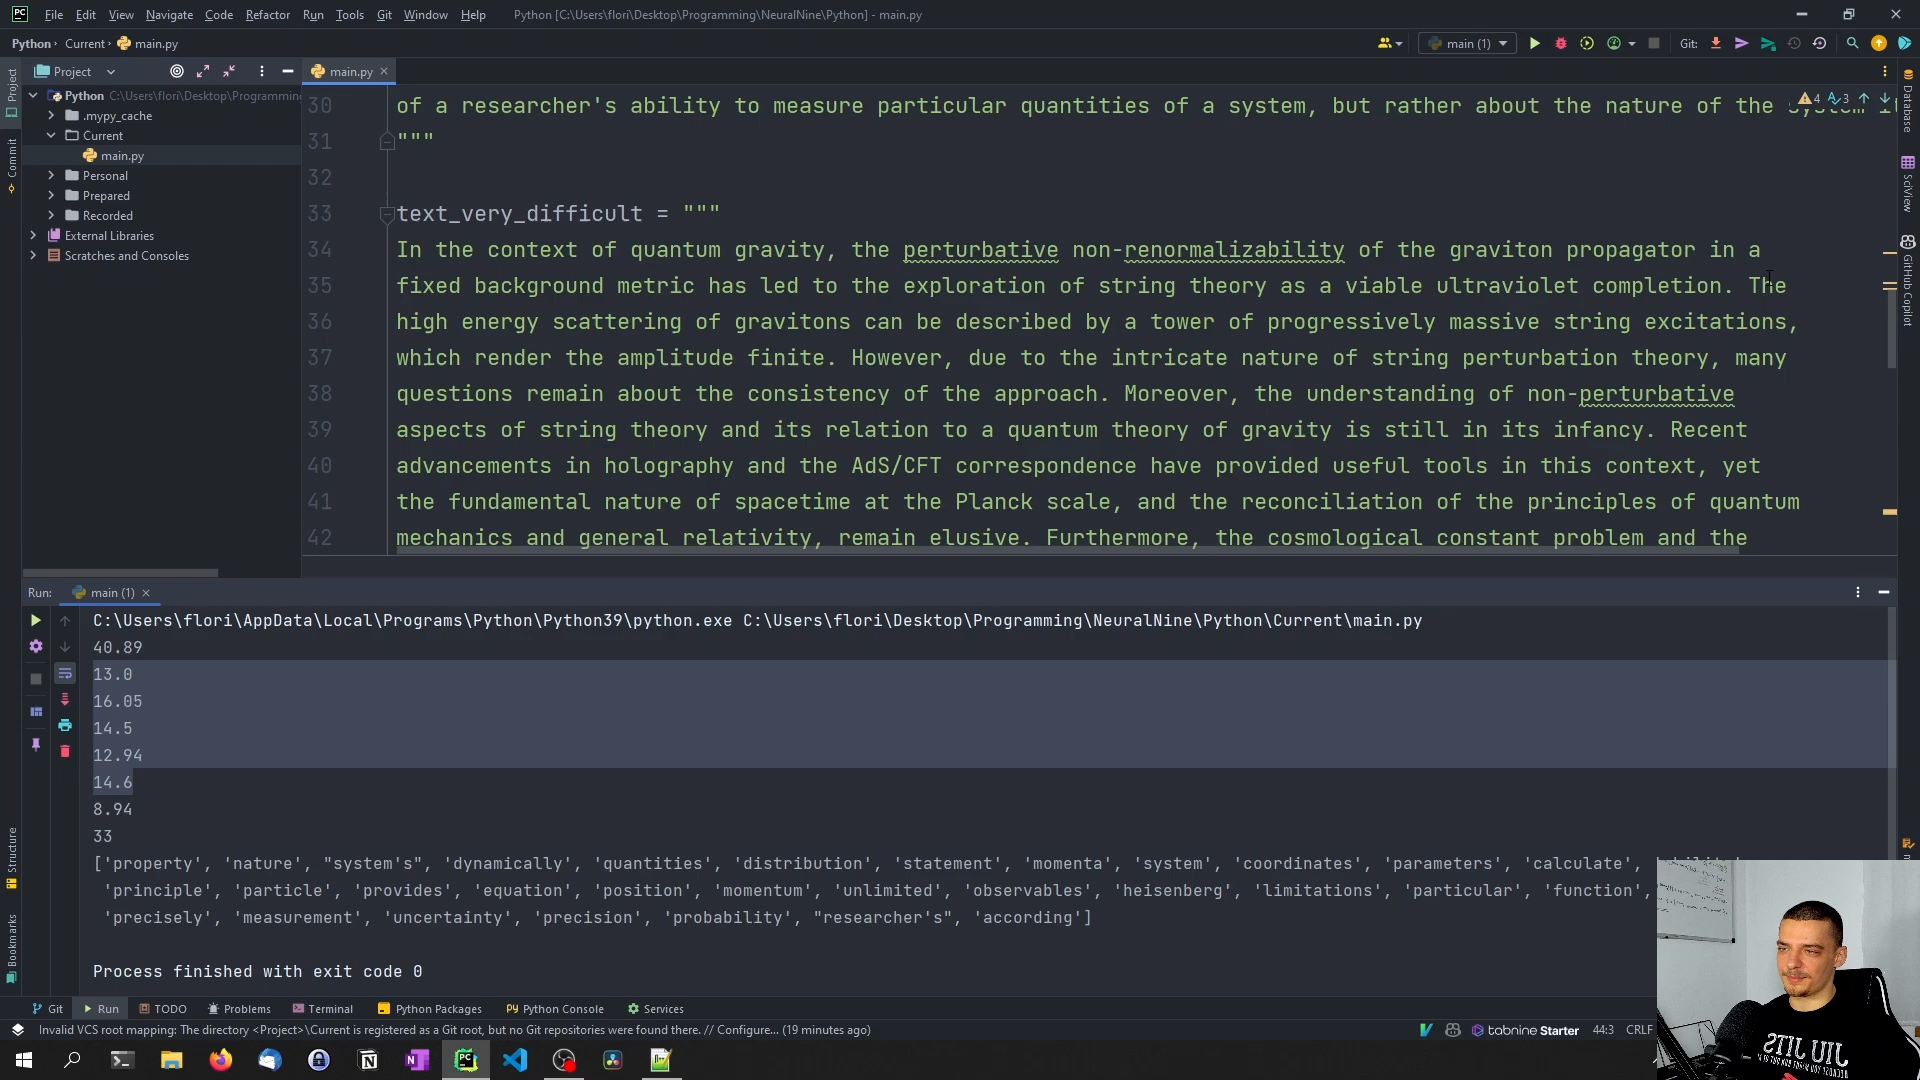 PC File Edit View Navigate Code Refactor Run Tools Git Window Help Python [C:\Users\flori\Desktop\Programming\NeuralNine\Python] - main.py
Python Current main.py main (1) Git:
Project main.py
Python C:\Users\flori\Desktop\Programmin
.mypy_cache
Current
main.py
Personal
Prepared
Recorded
External Libraries
Scratches and Consoles
Project
Commit
Structure
Bookmarks
4 3
30 of a researcher's ability to measure particular quantities of a system, but rather about the nature of the system it
31 """
32
33 text_very_difficult = """
34 In the context of quantum gravity, the perturbative non-renormalizability of the graviton propagator in a
35 fixed background metric has led to the exploration of string theory as a viable ultraviolet completion. The
36 high energy scattering of gravitons can be described by a tower of progressively massive string excitations,
37 which render the amplitude finite. However, due to the intricate nature of string perturbation theory, many
38 questions remain about the consistency of the approach. Moreover, the understanding of non-perturbative
39 aspects of string theory and its relation to a quantum theory of gravity is still in its infancy. Recent
40 advancements in holography and the AdS/CFT correspondence have provided useful tools in this context, yet
41 the fundamental nature of spacetime at the Planck scale, and the reconciliation of the principles of quantum
42 mechanics and general relativity, remain elusive. Furthermore, the cosmological constant problem and the
Database
SciView
GitHub Copilot
Run: main (1)
C:\Users\flori\AppData\Local\Programs\Python\Python39\python.exe C:\Users\flori\Desktop\Programming\NeuralNine\Python\Current\main.py
40.89
13.0
16.05
14.5
12.94
14.6
8.94
33
['property', 'nature', "system's", 'dynamically', 'quantities', 'distribution', 'statement', 'momenta', 'system', 'coordinates', 'parameters', 'calculate',
'principle', 'particle', 'provides', 'equation', 'position', 'momentum', 'unlimited', 'observables', 'heisenberg', 'limitations', 'particular', 'function',
'precisely', 'measurement', 'uncertainty', 'precision', 'probability', "researcher's", 'according']
Process finished with exit code 0
Git Run TODO Problems Terminal Python Packages Python Console Services
Invalid VCS root mapping: The directory <Project>\Current is registered as a Git root, but no Git repositories were found there. // Configure... (19 minutes ago) tabnine Starter 44:3 CRLF
JIU JITS